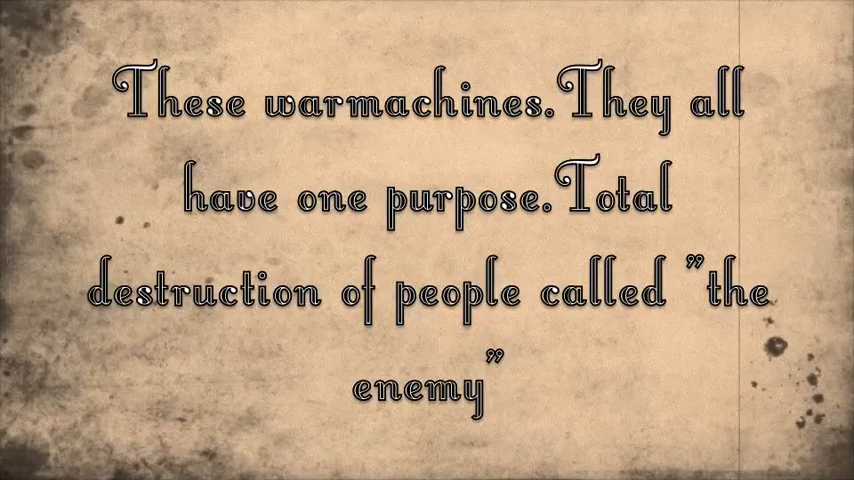 These warmachines.They all
have one purpose.Total
destruction of people called "the
enemy"